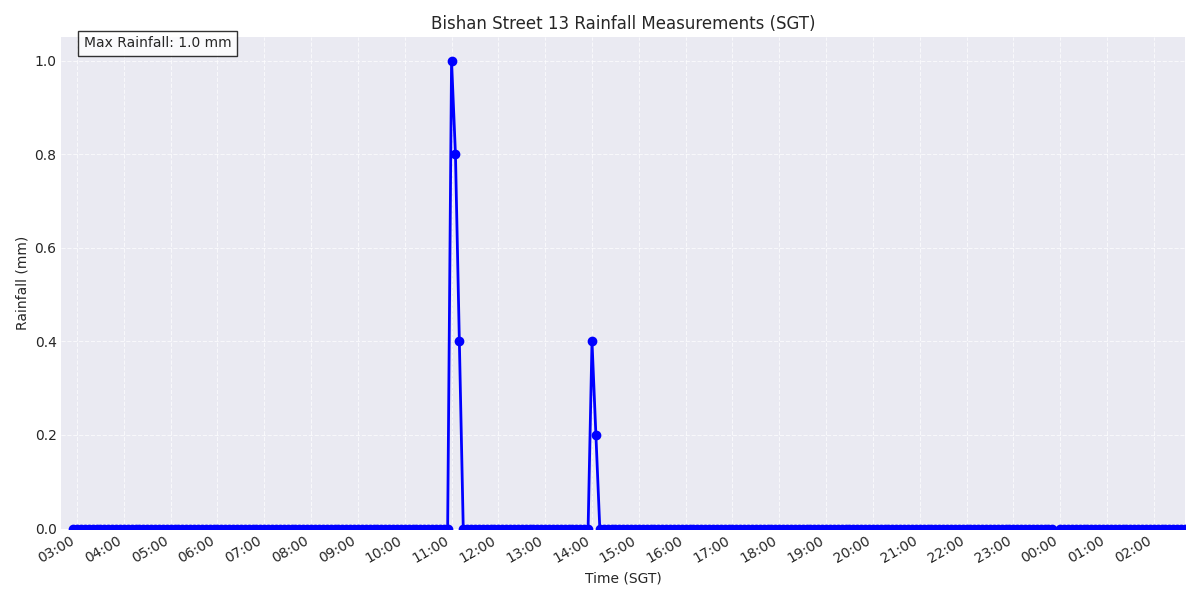 Bishan Street 13 Rainfall Measurements (SGT)
Max Rainfall: 1.0 mm
Rainfall (mm)
1.0
0.8
0.6
0.4
0.2
0.0
03:00 04:00 05:00 06:00 07:00 08:00 09:00 10:00 11:00 12:00 13:00 14:00 15:00 16:00 17:00 18:00 19:00 20:00 21:00 22:00 23:00 00:00 01:00 02:00
Time (SGT)